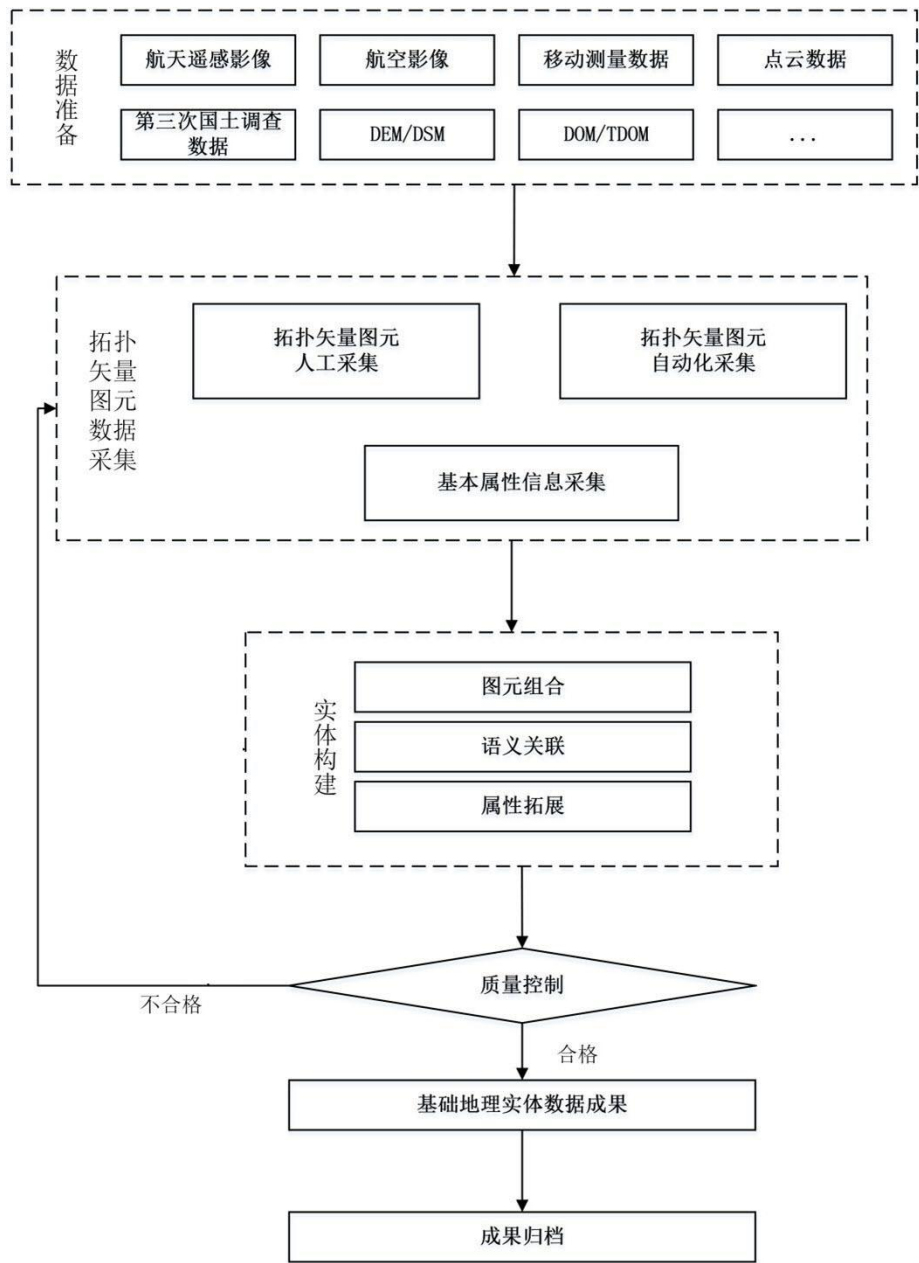 数据准备
航天遥感影像
航空影像
移动测量数据
点云数据
第三次国土调查
数据
DEM/DSM
DOM/TDOM
...
拓扑
矢量
图元
数据
采集
拓扑矢量图元
人工采集
拓扑矢量图元
自动化采集
基本属性信息采集
实体构建
图元组合
语义关联
属性拓展
质量控制
不合格
合格
基础地理实体数据成果
成果归档